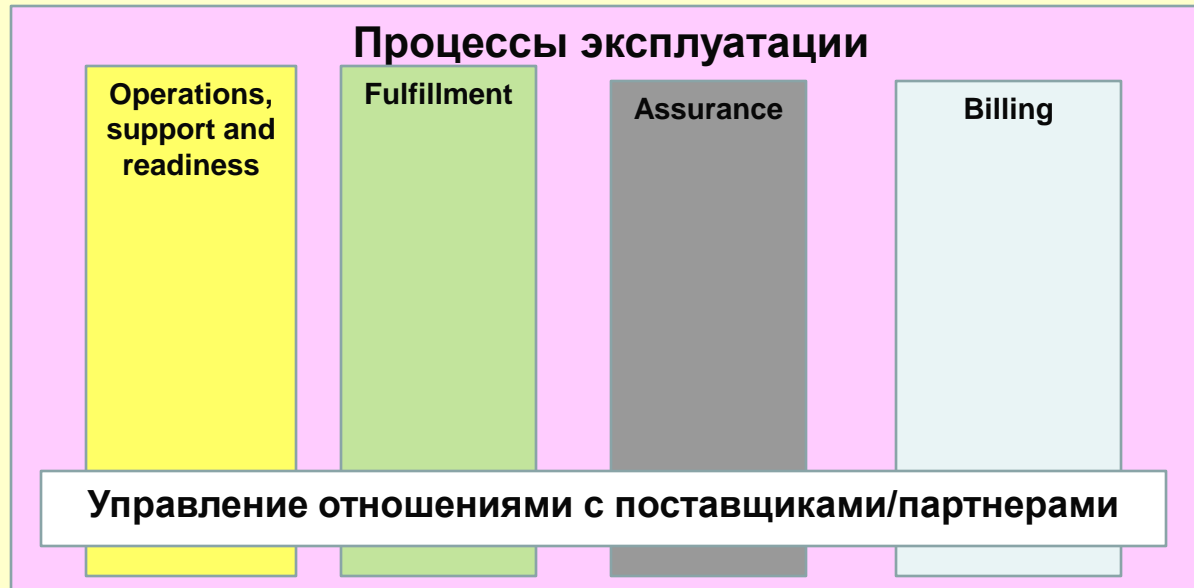 Процессы эксплуатации
Operations,
support and
readiness
Fulfillment
Assurance
Billing
Управление отношениями с поставщиками/партнерами